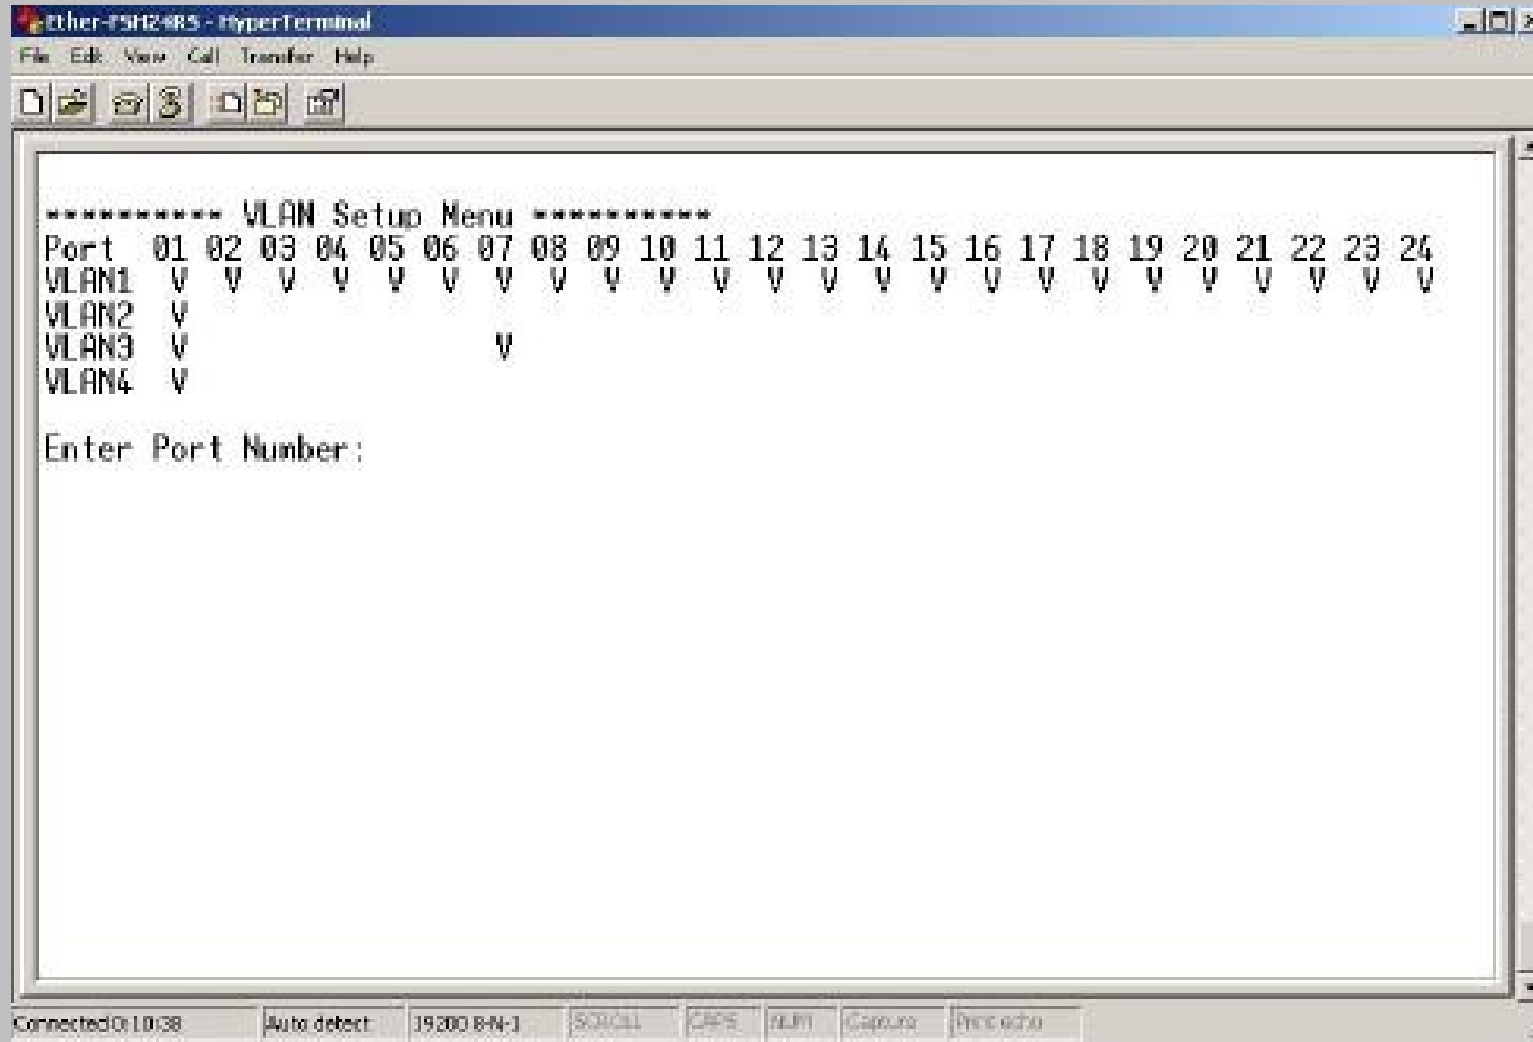 Ether-FSH24RS - HyperTerminal
File Edit View Call Transfer Help
********** VLAN Setup Menu **********
Port 01 02 03 04 05 06 07 08 09 10 11 12 13 14 15 16 17 18 19 20 21 22 23 24
VLAN1 V V V V V V V V V V V V V V V V V V V V V V V V
VLAN2 V
VLAN3 V V
VLAN4 V
Enter Port Number:
Connected 0:10:38 Auto detect 19200 8-N-1 SCROLL CAPS NUM Capture Print echo